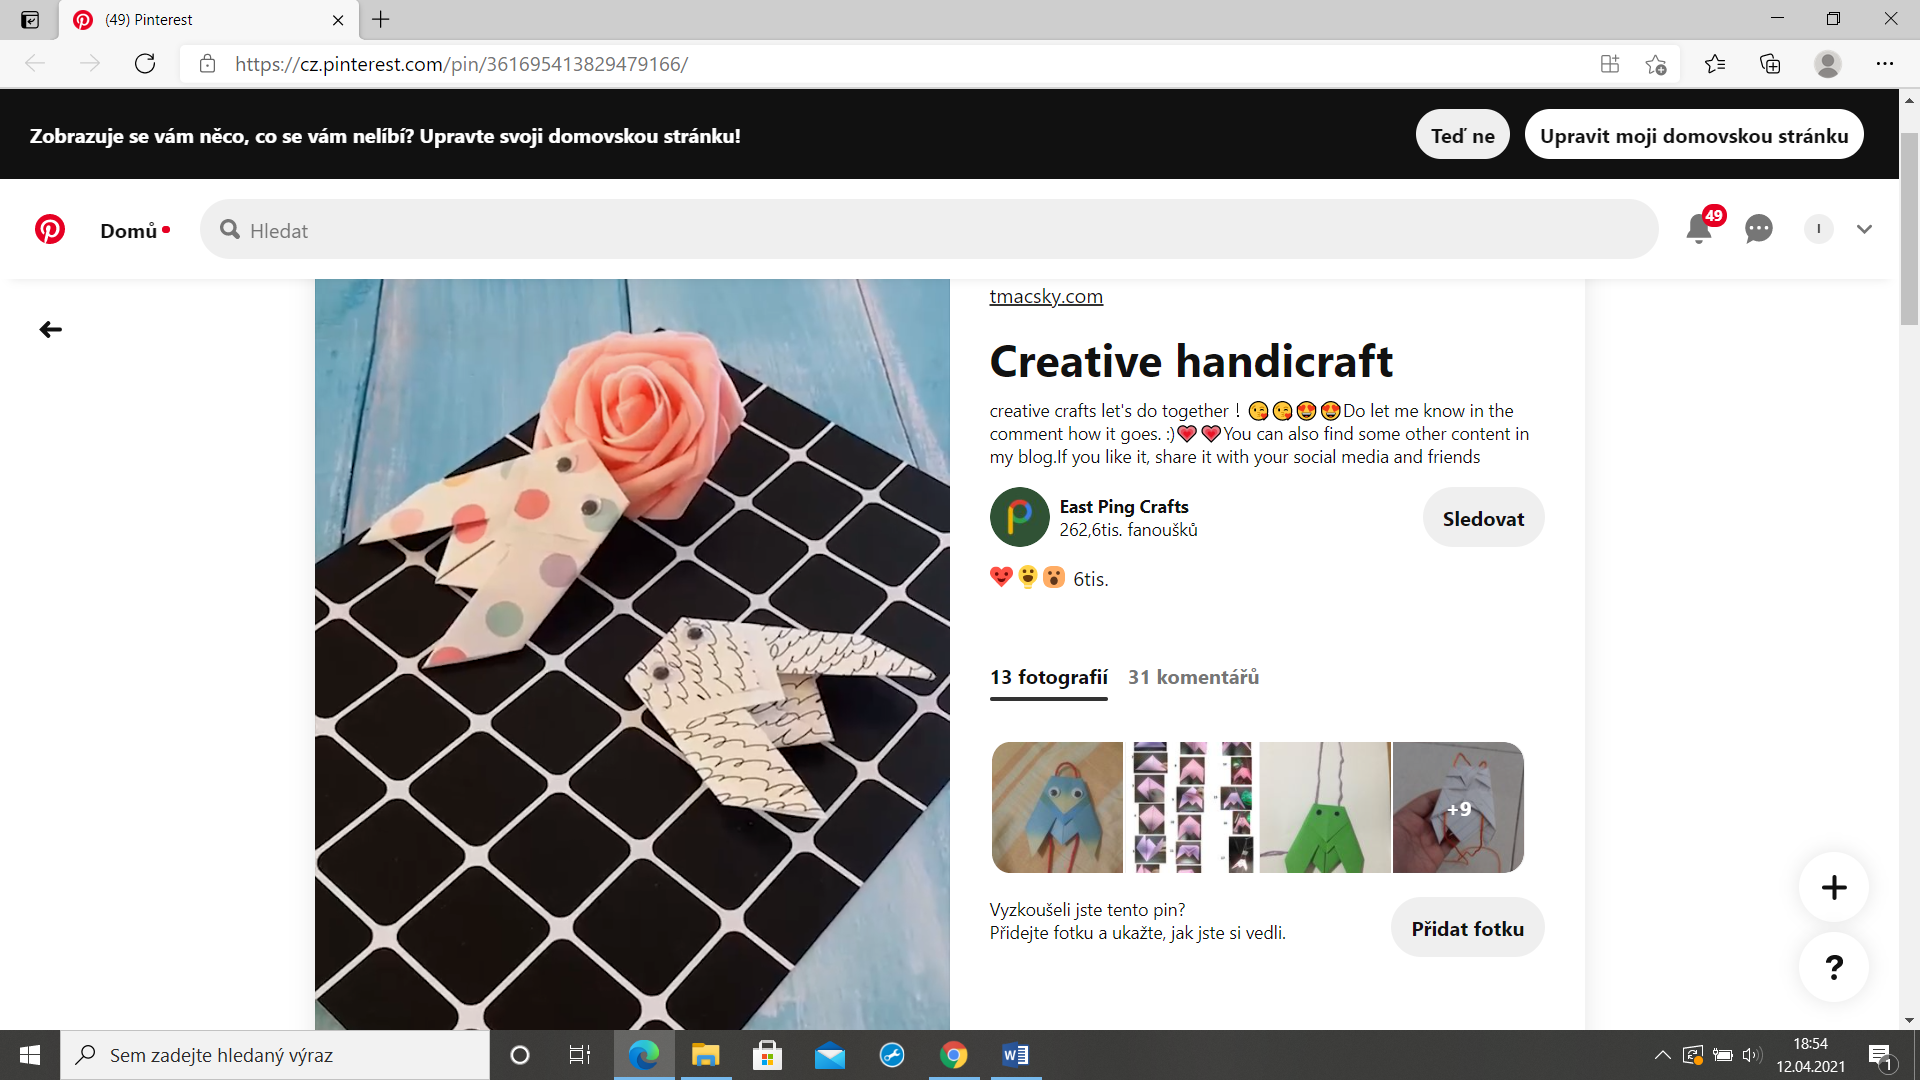 (49) Pinterest
https://cz.pinterest.com/pin/361695413829479166/
Zobrazuje se vám něco, co se vám nelíbí? Upravte svoji domovskou stránku!
Teď ne
Upravit moji domovskou stránku
Domů
Hledat
49
I
tmacsky.com
Creative handicraft
creative crafts let's do together ! 😘😘😍😍Do let me know in the
comment how it goes. :)💗💗You can also find some other content in
my blog.If you like it, share it with your social media and friends
East Ping Crafts
262,6tis. fanoušků
Sledovat
6tis.
13 fotografií
31 komentářů
+9
Vyzkoušeli jste tento pin?
Přidejte fotku a ukažte, jak jste si vedli.
Přidat fotku
?
Sem zadejte hledaný výraz
18:54
12.04.2021
1